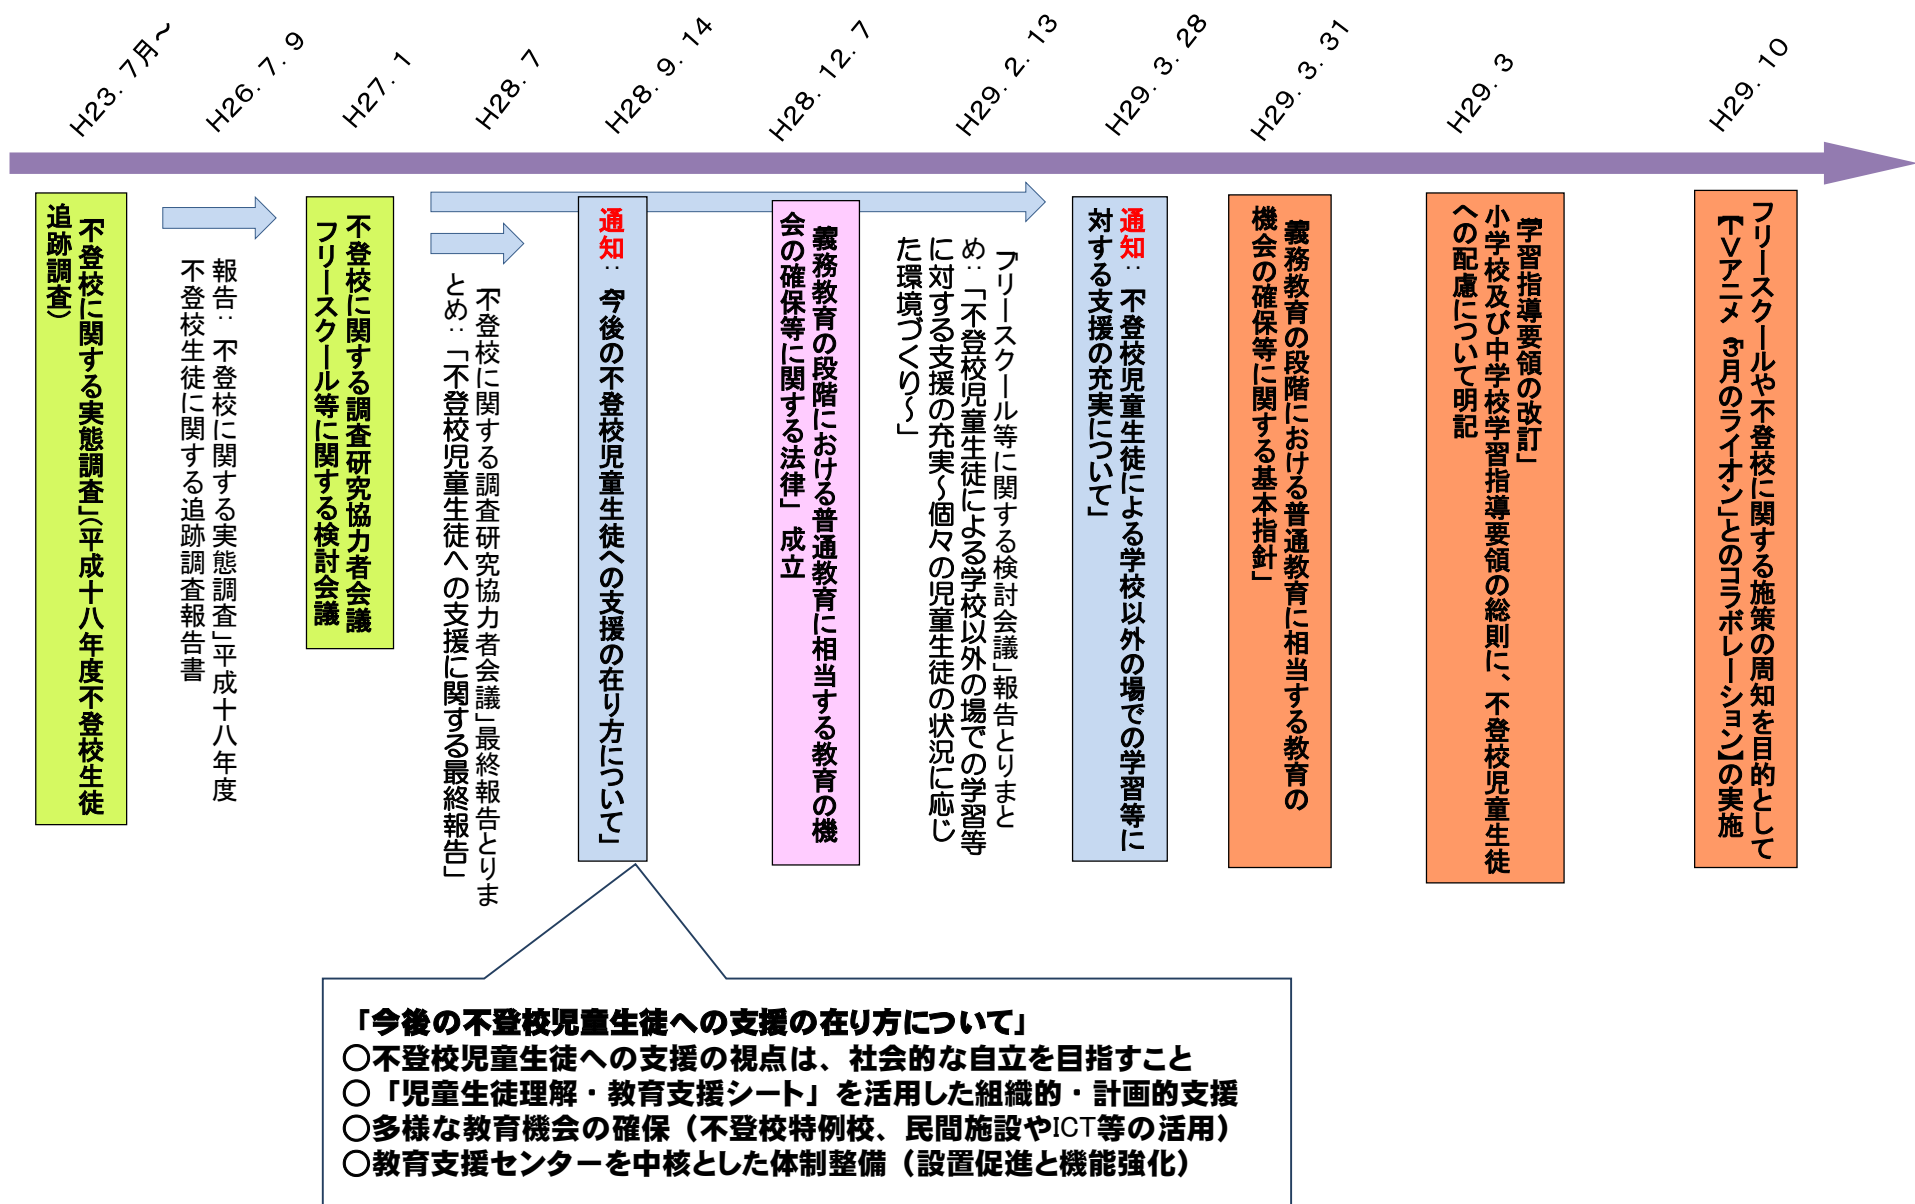 H23．7月～
H26．7．9
H27．1
H28．7
H28．9．14
H28．12．7
H29．2．13
H29．3．28
H29．3．31
H29．3
H29．10
「不登校に関する実態調査」（平成十八年度不登校生徒
追跡調査）
報告：「不登校に関する実態調査」平成十八年度
不登校生徒に関する追跡調査報告書
不登校に関する調査研究協力者会議
フリースクール等に関する検討会議
「不登校に関する調査研究協力者会議」最終報告とりま
とめ：「不登校児童生徒への支援に関する最終報告」
通知：「今後の不登校児童生徒への支援の在り方について」
「義務教育の段階における普通教育に相当する教育の機
会の確保等に関する法律」成立
「フリースクール等に関する検討会議」報告とりまと
め：「不登校児童生徒による学校以外の場での学習等
に対する支援の充実～個々の児童生徒の状況に応じ
た環境づくり～」
通知：「不登校児童生徒による学校以外の場での学習等に
対する支援の充実について」
「義務教育の段階における普通教育に相当する教育の
機会の確保等に関する基本指針」
「学習指導要領の改訂」
小学校及び中学校学習指導要領の総則に、不登校児童生徒
への配慮について明記
フリースクールや不登校に関する施策の周知を目的として
【TVアニメ「3月のライオン」とのコラボレーション】の実施
「今後の不登校児童生徒への支援の在り方について」
○不登校児童生徒への支援の視点は、社会的な自立を目指すこと
○「児童生徒理解・教育支援シート」を活用した組織的・計画的支援
○多様な教育機会の確保（不登校特例校、民間施設やICT等の活用）
○教育支援センターを中核とした体制整備（設置促進と機能強化）